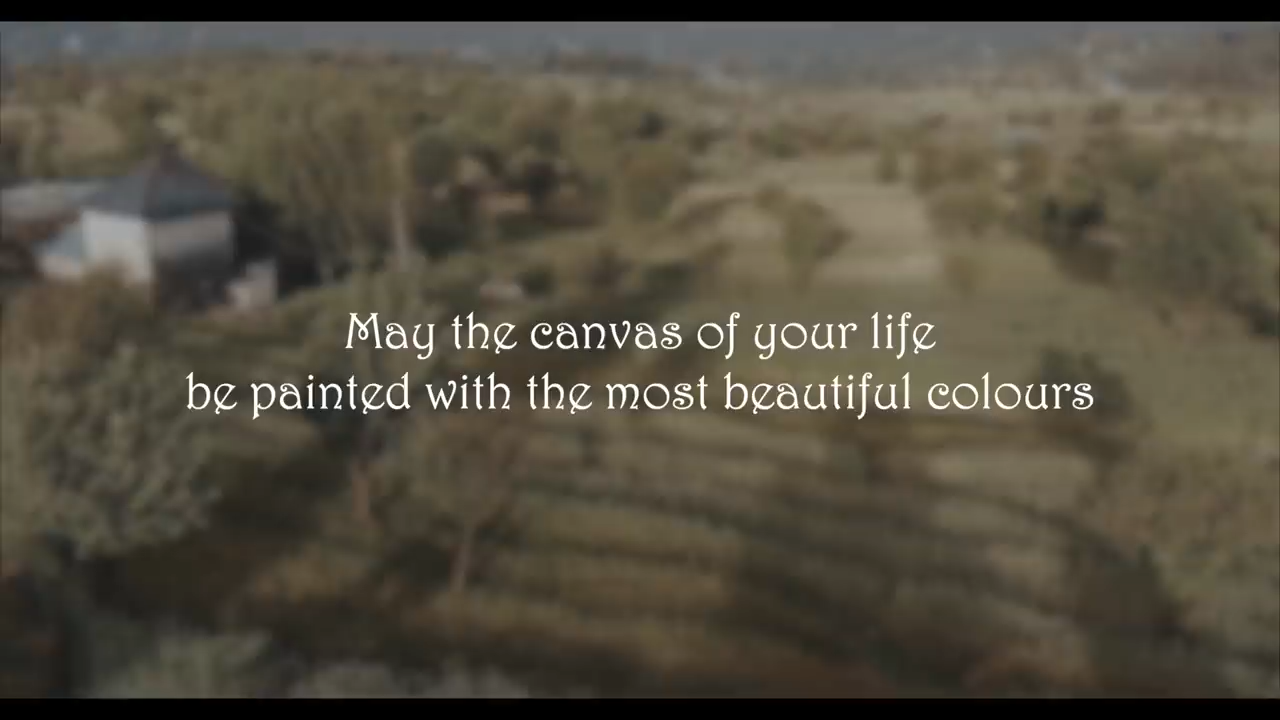 May the canvas of your life
be painted with the most beautiful colours